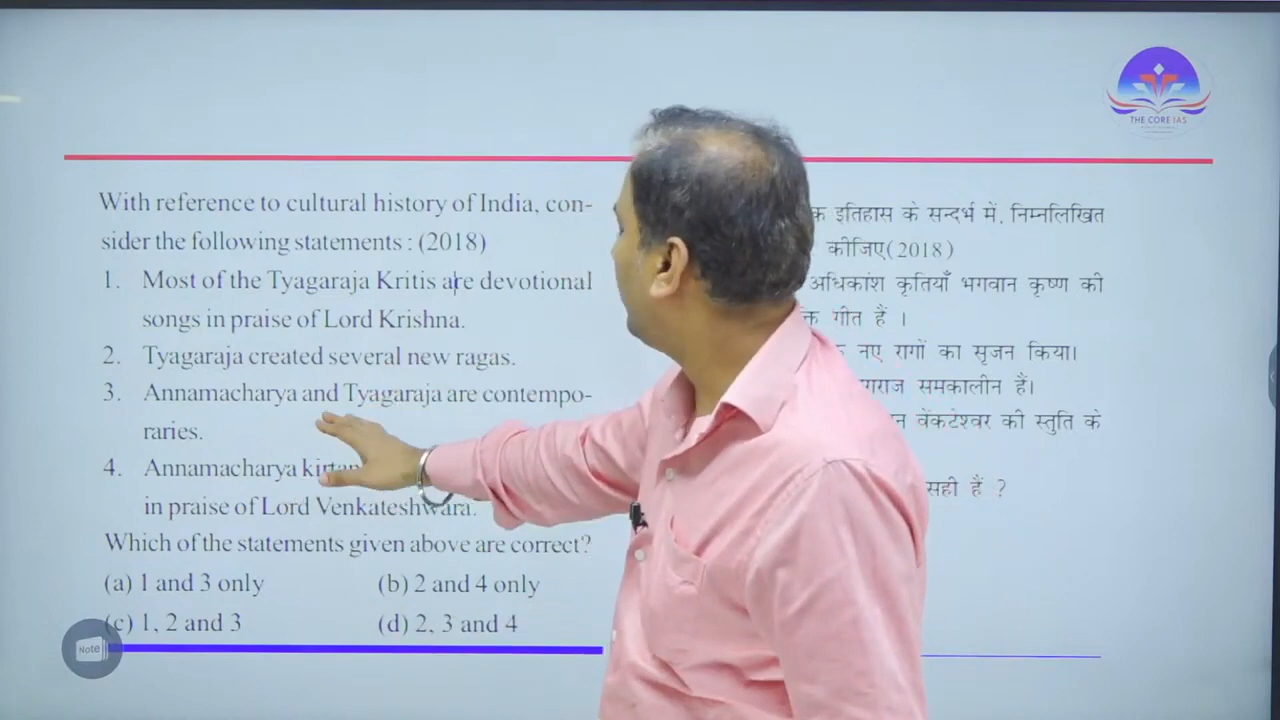 THE CORE IAS
With reference to cultural history of India, con-
sider the following statements : (2018)
1. Most of the Tyagaraja Kritis are devotional
songs in praise of Lord Krishna.
2. Tyagaraja created several new ragas.
3. Annamacharya and Tyagaraja are contempo-
raries.
4. Annamacharya
in praise of Lord Venkateshwara.
Which of the statements given above are correct?
(a) 1 and 3 only (b) 2 and 4 only
(c) 1, 2 and 3 (d) 2, 3 and 4
इतिहास के सन्दर्भ में, निम्नलिखित
कीजिए(2018)
अधिकांश कृतियाँ भगवान कृष्ण की
गीत हैं ।
नए रागों का सृजन किया।
समकालीन हैं।
वेंकटेश्वर की स्तुति के
सही हैं ?
Note